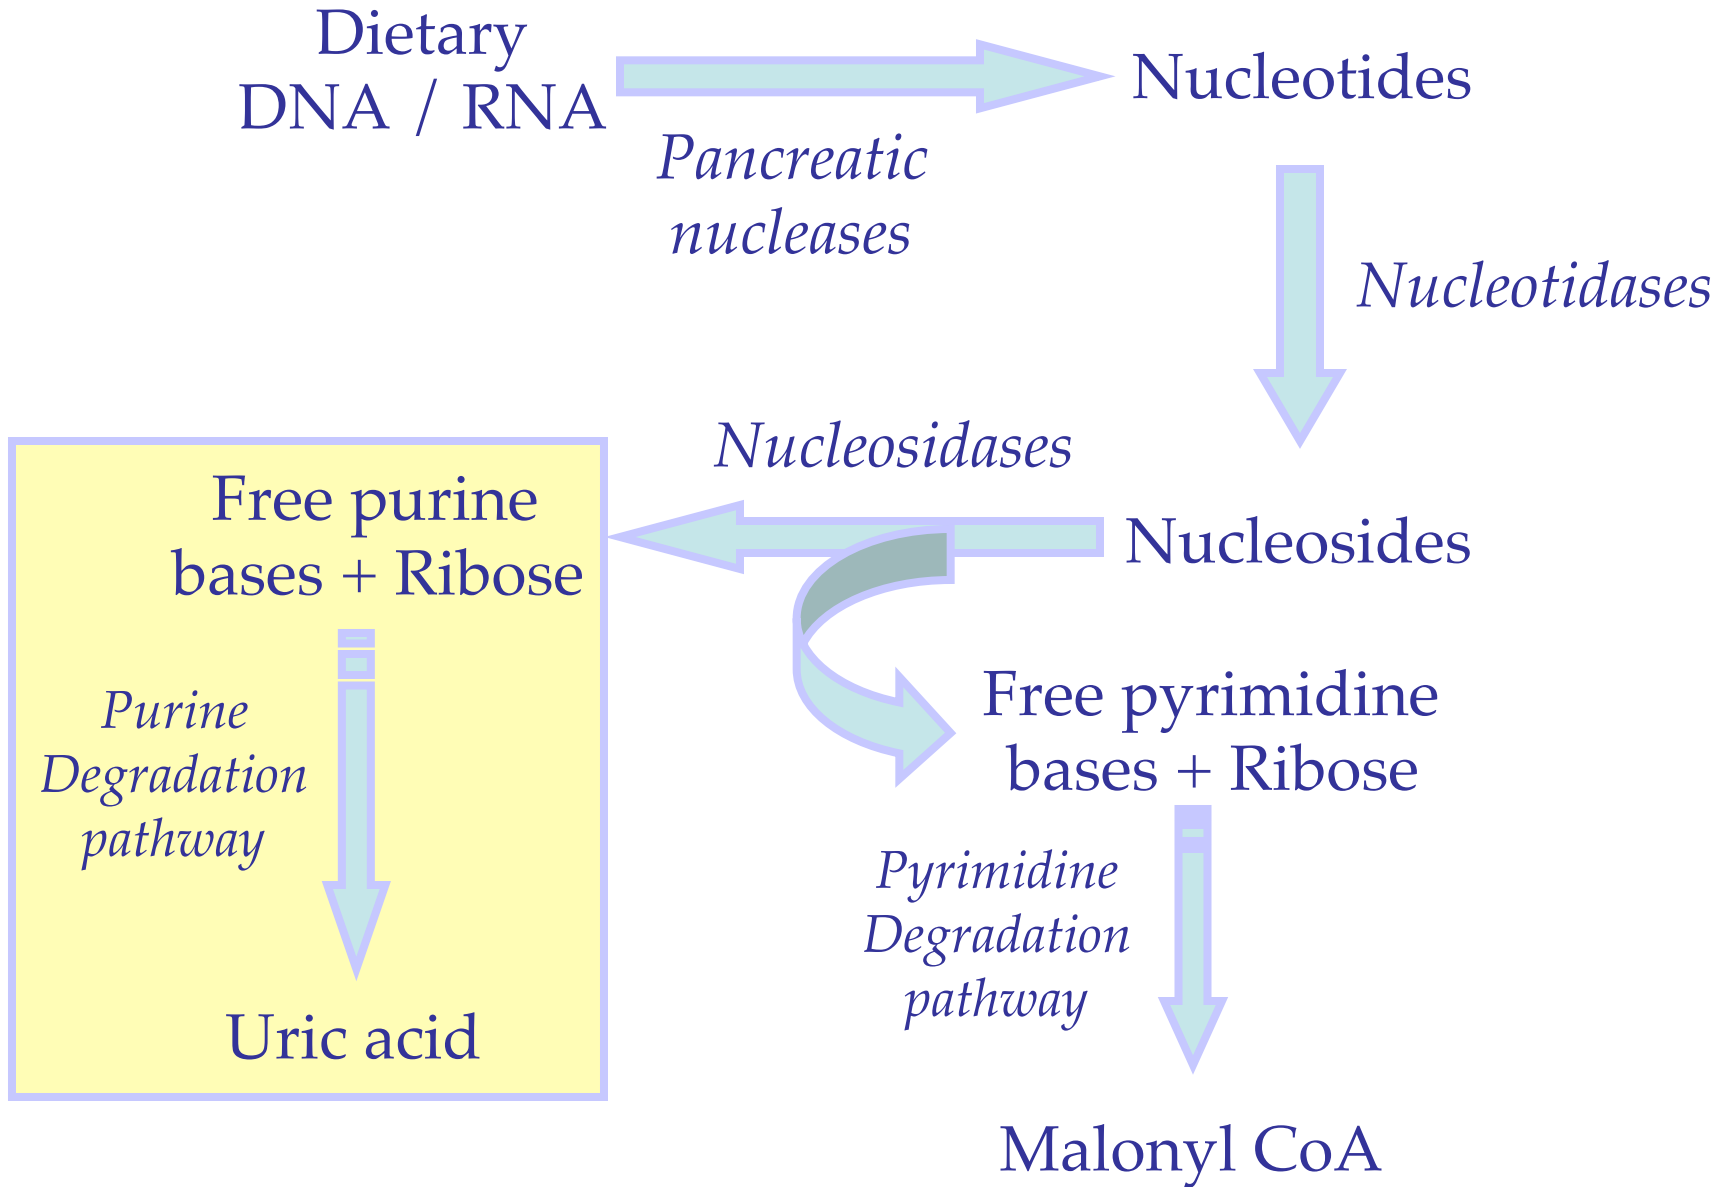 Dietary
DNA / RNA
Nucleotides
Pancreatic
nucleases
Nucleotidases
Nucleosidases
Nucleosides
Free purine
bases + Ribose
Free pyrimidine
bases + Ribose
Purine
Degradation
pathway
Pyrimidine
Degradation
pathway
Uric acid
Malonyl CoA